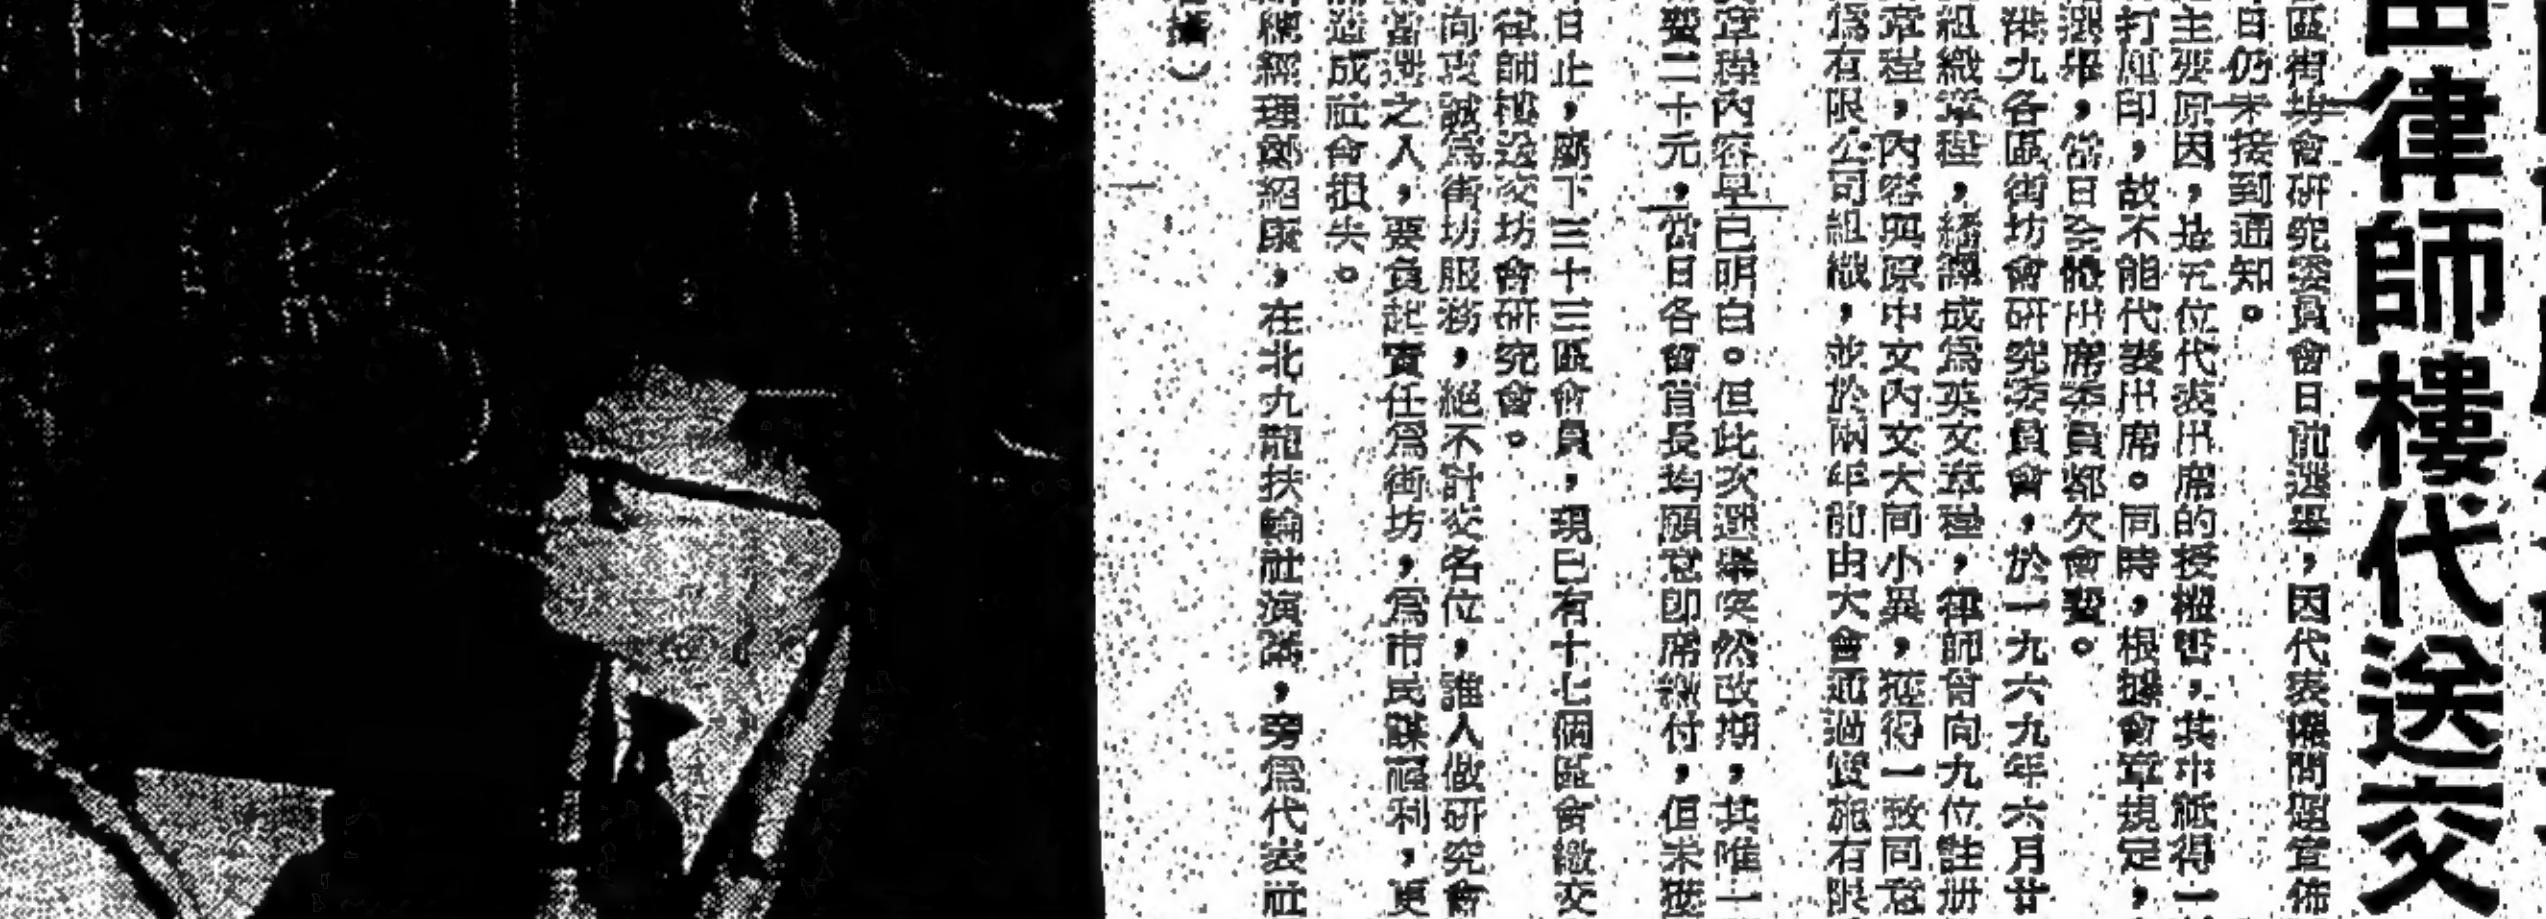 律師樓代送交
區街坊會研究委員會日前選舉，因代表權問題宣佈
日仍未接到通知。
主要原因，是五位代表出席的授權書，其中祇得一
打厘印，故不能代表出席。同時，根據會章規定，
選舉，當日全體出席委員都欠會費。
港九各區街坊會研究委員會，於一九六九年六月廿
組織章程，繙譯成為英文章程，律師曾向九位註册
章程，內容與原中文內文大同小異，獲得一致同意
為有限公司組織，並於兩年前由大會通過實施有限
章程內容早已明白。但此次選舉突然改期，其唯一
費二十元，當日各會首長均願意即席繳付，但未獲
日止，廟下三十三區會員，現已有十七個區會繳交
律師樓送交坊會研究會。
向衷誠為街坊服務，絕不計較名位，誰人做研究會
當選之人，要負起責任為街坊，為市民謀福利，更
造成社會損失。
總經理鄭紹康，在北九龍扶輪社演講，旁為代表社